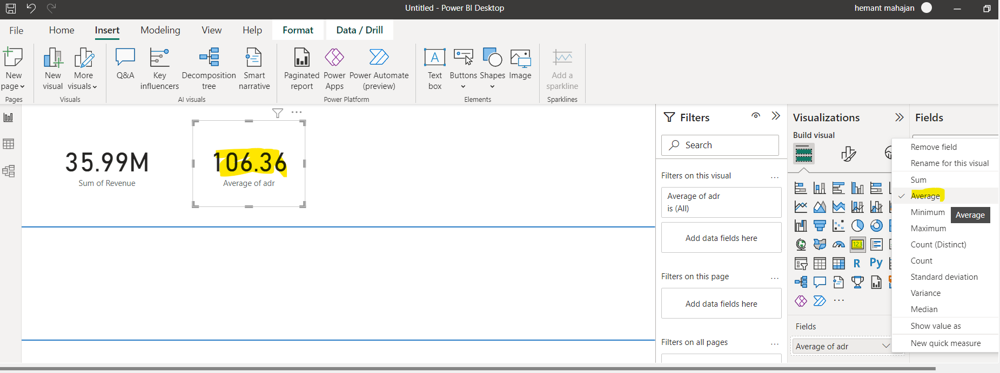 Untitled - Power BI Desktop
hemant mahajan
File
Home
Insert
Modeling
View
Help
Format
Data / Drill
New
page
New
visual
More
visuals
Q&A
Key
influencers
Decomposition
tree
Smart
narrative
Paginated
report
Power
Apps
Power Automate
(preview)
Text
box
Buttons
Shapes
Image
Add a
sparkline
Pages
Visuals
AI visuals
Power Platform
Elements
Sparklines
35.99M
Sum of Revenue
106.36
Average of adr
Filters
Search
Filters on this visual
...
Average of adr
is (All)
Add data fields here
Filters on this page
...
Add data fields here
Filters on all pages
...
Visualizations
Build visual
123
R
Py
...
Fields
Average of adr
Fields
Remove field
Rename for this visual
Sum
Average
Minimum
Average
Maximum
Count (Distinct)
Count
Standard deviation
Variance
Median
Show value as
New quick measure